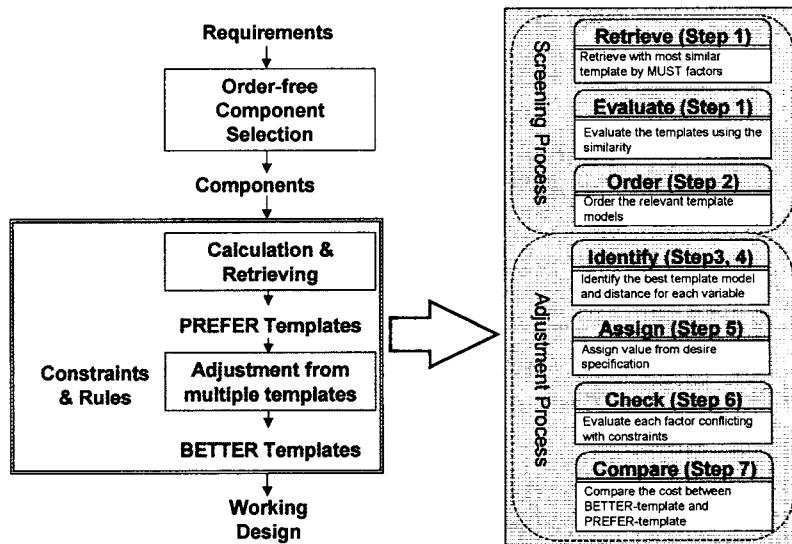 Requirements
Order-free
Component
Selection
Components
Calculation &
Retrieving
PREFER Templates
Constraints
& Rules
Adjustment from
multiple templates
BETTER Templates
Working
Design
Screening Process
Retrieve (Step 1)
Retrieve with most similar
template by MUST factors
Evaluate (Step 1)
Evaluate the templates using the
similarity
Order (Step 2)
Order the relevant template
models
Adjustment Process
Identify (Step3, 4)
Identify the best template model
and distance for each variable
Assign (Step 5)
Assign value from desire
specification
Check (Step 6)
Evaluate each factor conflicting
with constraints
Compare (Step 7)
Compare the cost between
BETTER-template and
PREFER-template